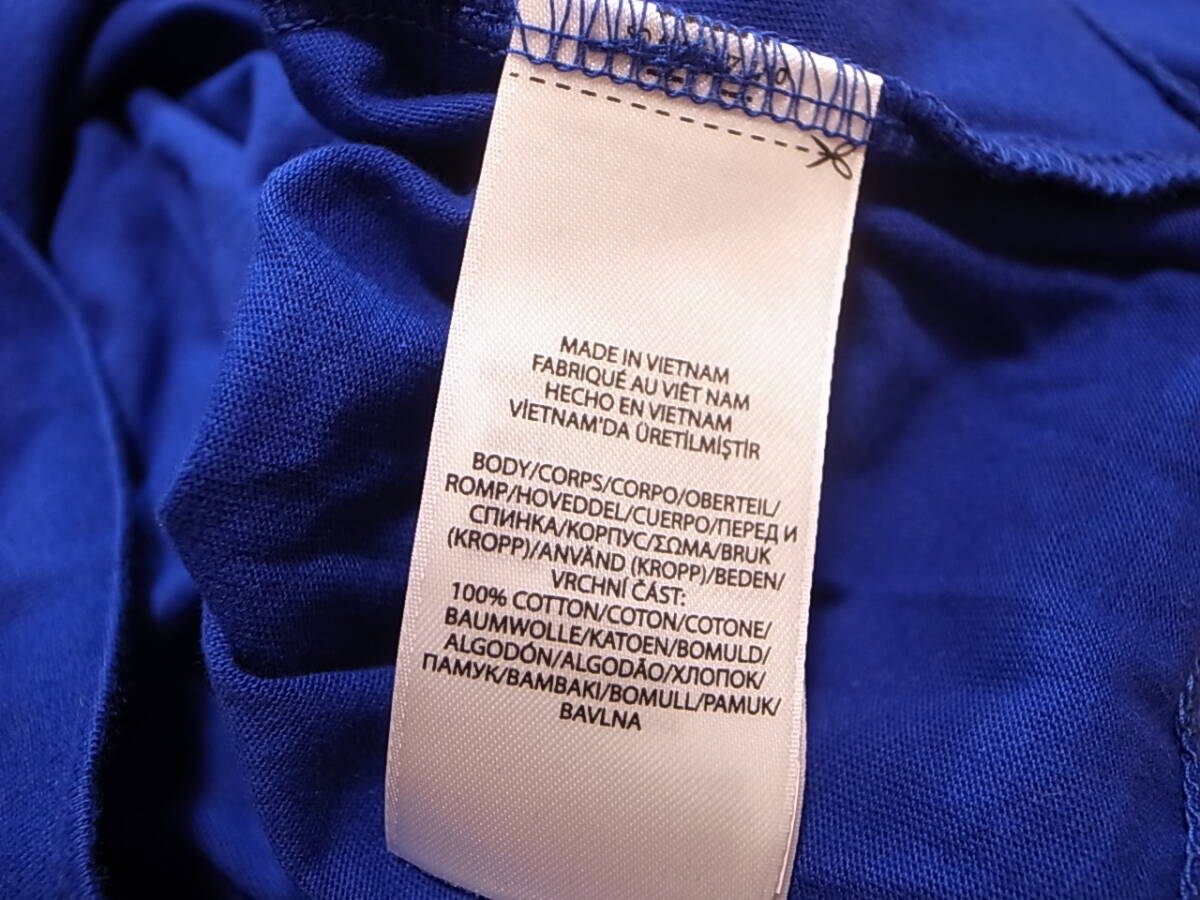 MADE IN VIETNAM
FABRIQUÉ AU VIÊT NAM
HECHO EN VIETNAM
VİETNAM'DA ÜRETİLMİŞTİR
BODY/CORPS/CORPO/OBERTEIL/
ROMP/HOVEDDEL/CUERPO/ПЕРЕД И
СПИНКА/КОРПУС/ΣΩΜΑ/BRUK
(KROPP)/ANVÄND (KROPP)/BEDEN/
VRCHNÍ ČÁST:
100% COTTON/COTON/COTONE/
BAUMWOLLE/KATOEN/BOMULD/
ALGODÓN/ALGODÃO/ХЛОПОК/
ПАМУК/BAMBAKI/BOMULL/PAMUK/
BAVLNA